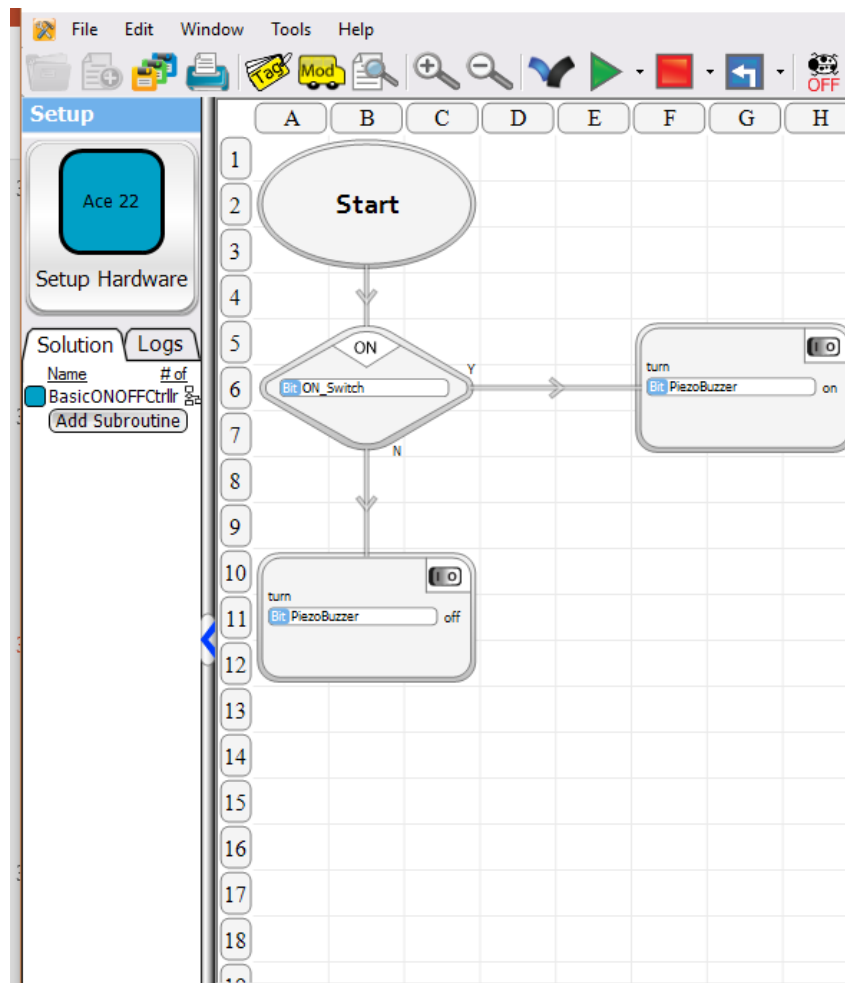 File Edit Window Tools Help
Tags Mod OFF
Setup
Ace 22
Setup Hardware
Solution Logs
Name # of
BasicONOFFCtrllr
Add Subroutine
A B C D E F G H
1
2
3
4
5
6
7
8
9
10
11
12
13
14
15
16
17
18
Start
ON
Bit ON_Switch
Y
N
turn
Bit PiezoBuzzer on
turn
Bit PiezoBuzzer off